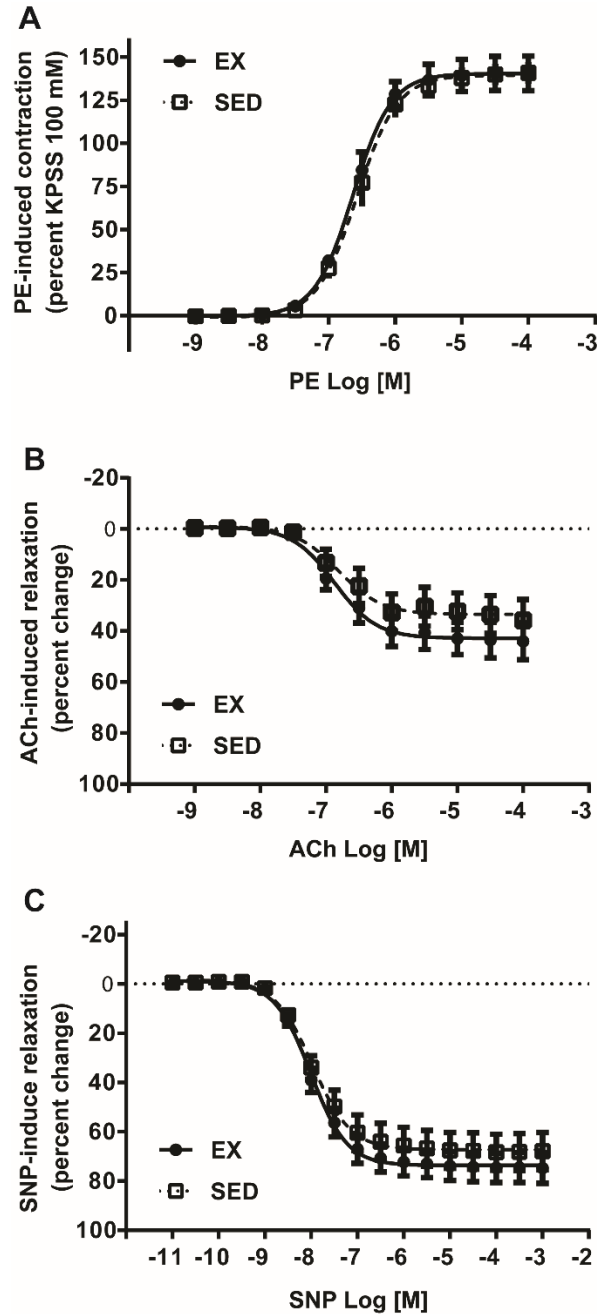 A
EX
SED
PE-induced contraction
(percent KPSS 100 mM)
150
125
100
75
50
25
0
-9 -8 -7 -6 -5 -4 -3
PE Log [M]
B
ACh-induced relaxation
(percent change)
-20
0
20
40
60
80
100
EX
SED
-9 -8 -7 -6 -5 -4 -3
ACh Log [M]
C
SNP-induce relaxation
(percent change)
-20
0
20
40
60
80
100
EX
SED
-11 -10 -9 -8 -7 -6 -5 -4 -3 -2
SNP Log [M]